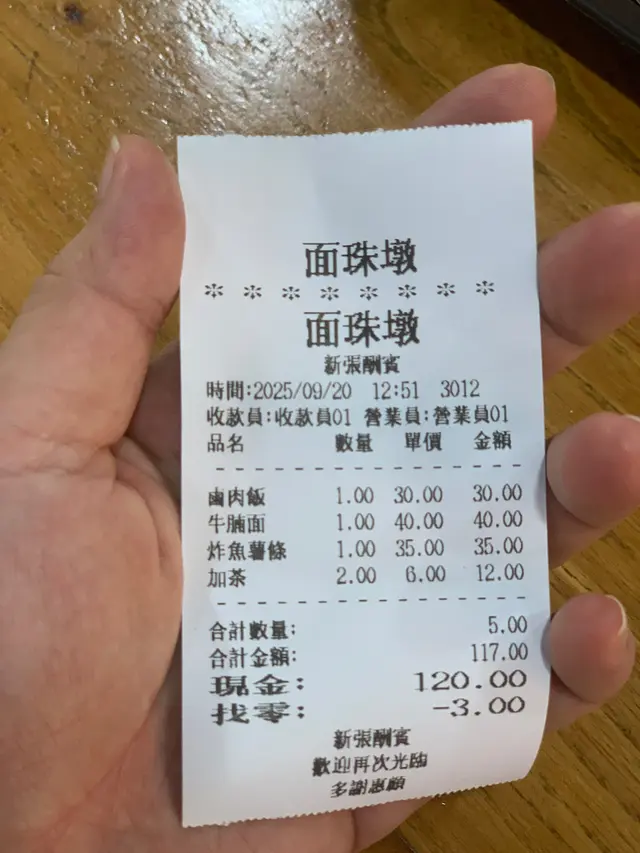 面珠墩
* * * * * * * *
面珠墩
新張酬賓
時間:2025/09/20 12:51 3012
收款員:收款員01 營業員:營業員01
品名 數量 單價 金額
- - - - - - - - - - - - - - - - - - - - - -
鹵肉飯 1.00 30.00 30.00
牛腩面 1.00 40.00 40.00
炸魚薯條 1.00 35.00 35.00
加茶 2.00 6.00 12.00
- - - - - - - - - - - - - - - - - - - - - -
合計數量: 5.00
合計金額: 117.00
現金: 120.00
找零: -3.00
新張酬賓
歡迎再次光臨
多謝惠顧